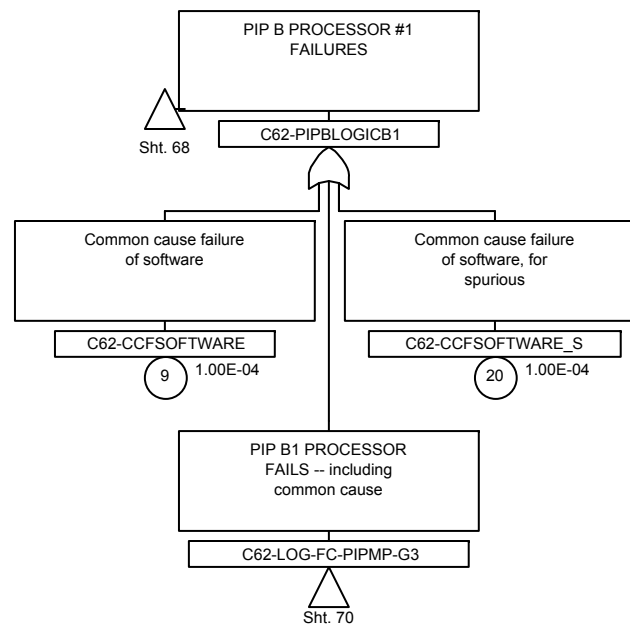 PIP B PROCESSOR #1
FAILURES
Sht. 68
C62-PIPBLOGICB1
Common cause failure
of software
Common cause failure
of software, for
spurious
C62-CCFSOFTWARE
C62-CCFSOFTWARE_S
9
1.00E-04
20
1.00E-04
PIP B1 PROCESSOR
FAILS -- including
common cause
C62-LOG-FC-PIPMP-G3
Sht. 70